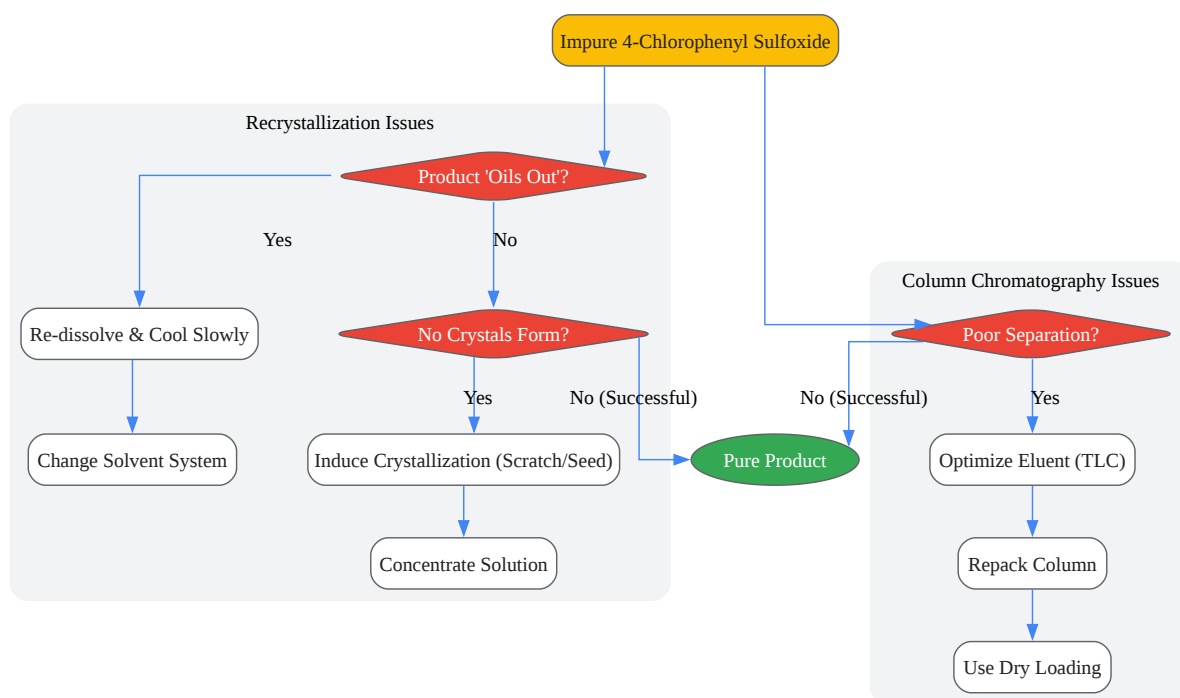 Impure 4-Chlorophenyl Sulfoxide
Recrystallization Issues
Product 'Oils Out'?
Yes
No
Column Chromatography Issues
Re-dissolve & Cool Slowly
No Crystals Form?
Poor Separation?
Yes
No (Successful)
No (Successful)
Yes
Change Solvent System
Induce Crystallization (Scratch/Seed)
Pure Product
Optimize Eluent (TLC)
Concentrate Solution
Repack Column
Use Dry Loading